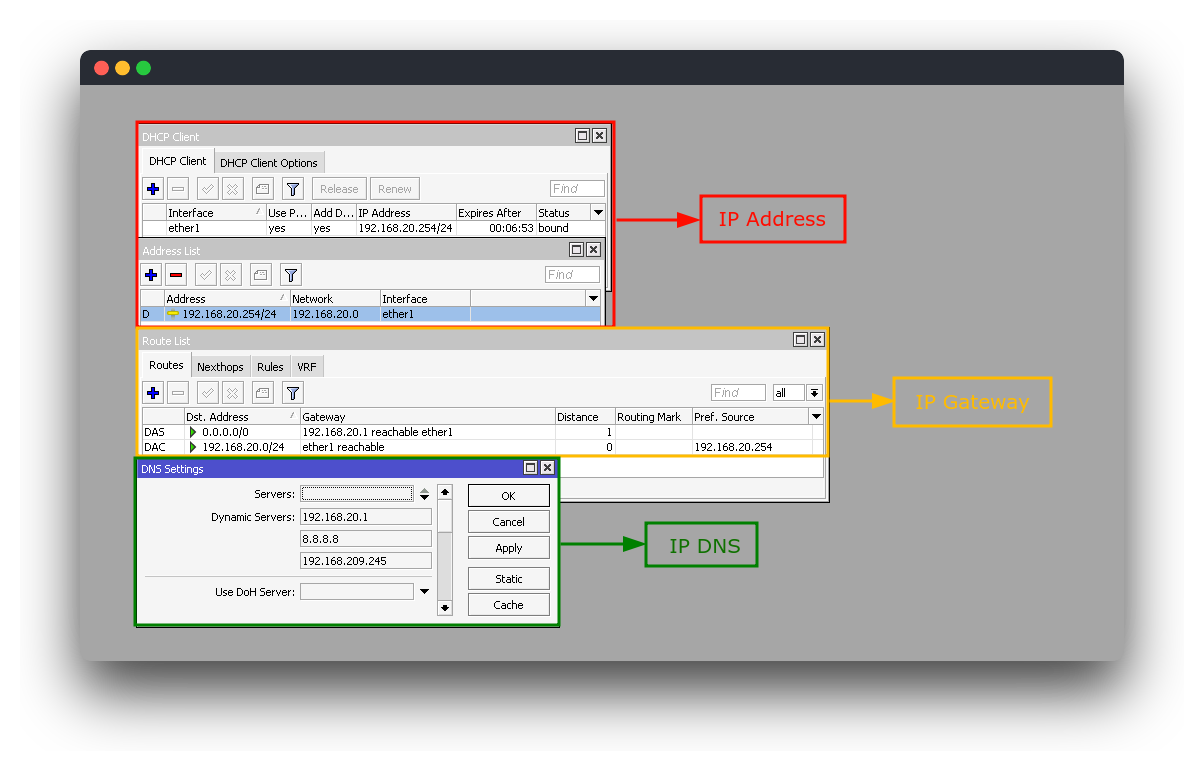 DHCP Client
DHCP Client DHCP Client Options
Release Renew Find
Interface Use P... Add D... IP Address Expires After Status
ether1 yes yes 192.168.20.254/24 00:06:53 bound
IP Address
Address List
Find
Address Network Interface
D 192.168.20.254/24 192.168.20.0 ether1
Route List
Routes Nexthops Rules VRF
Find all
IP Gateway
Dst. Address Gateway Distance Routing Mark Pref. Source
DAS 0.0.0.0/0 192.168.20.1 reachable ether1 1
DAC 192.168.20.0/24 ether1 reachable 0 192.168.20.254
DNS Settings
Servers: OK
Dynamic Servers: 192.168.20.1 Cancel
8.8.8.8 Apply
IP DNS
192.168.209.245
Static
Use DoH Server:
Cache